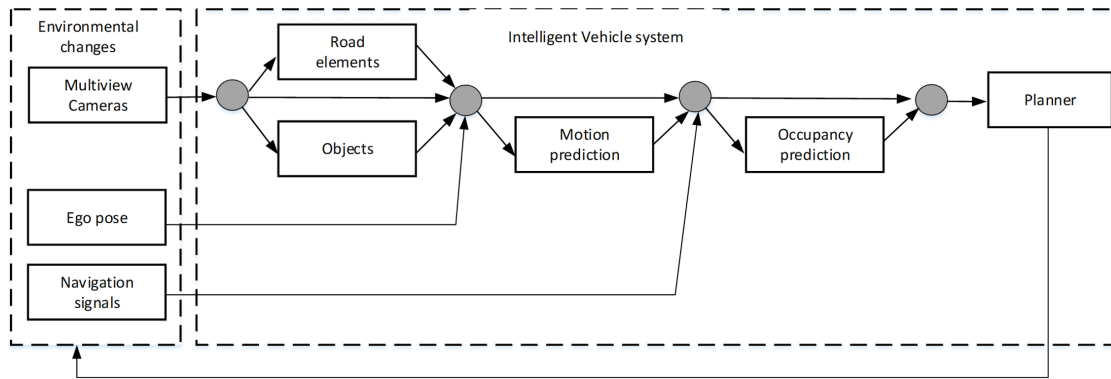 Environmental
changes
Multiview
Cameras
Ego pose
Navigation
signals
Intelligent Vehicle system
Road
elements
Objects
Motion
prediction
Occupancy
prediction
Planner